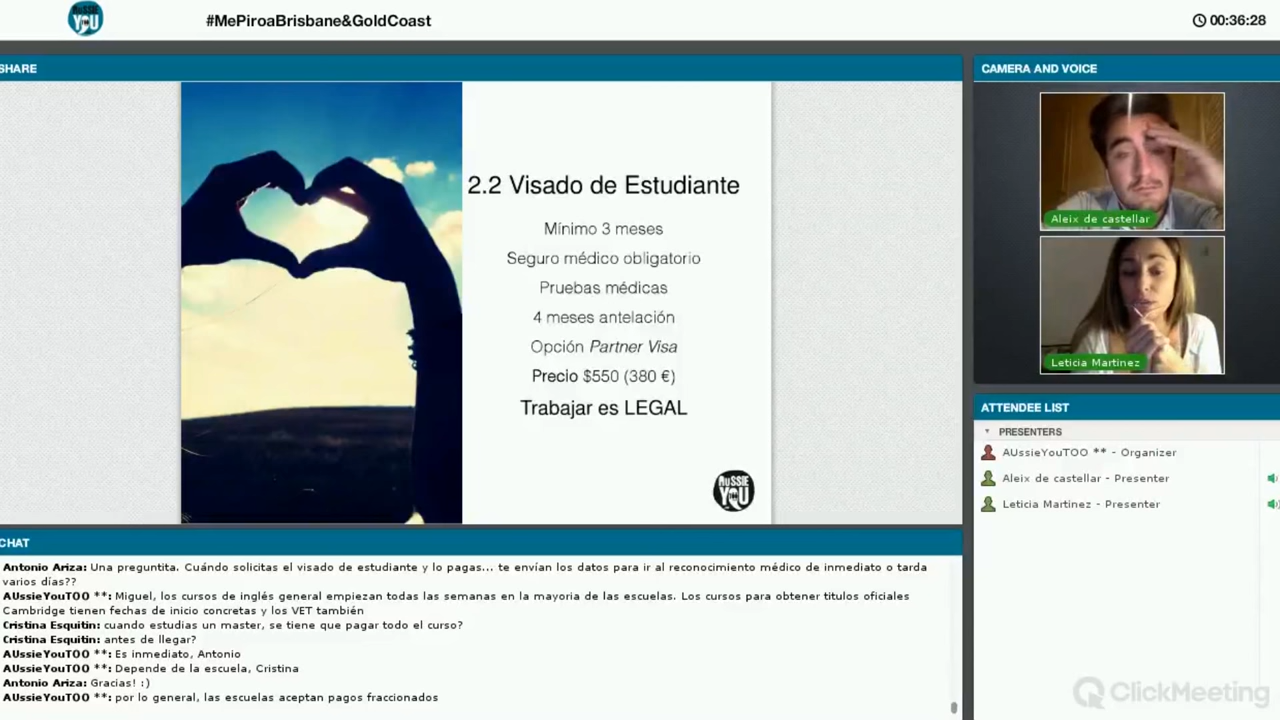 AUSSIE
YOU
#MePiroaBrisbane&GoldCoast
00:36:28
SHARE
2.2 Visado de Estudiante
Mínimo 3 meses
Seguro médico obligatorio
Pruebas médicas
4 meses antelación
Opción Partner Visa
Precio $550 (380 €)
Trabajar es LEGAL
AUSSIE
YOU
CAMERA AND VOICE
Aleix de castellar
Leticia Martinez
ATTENDEE LIST
PRESENTERS
AUssieYouTOO ** - Organizer
Aleix de castellar - Presenter
Leticia Martinez - Presenter
CHAT
Antonio Ariza: Una preguntita. Cuándo solicitas el visado de estudiante y lo pagas... te envían los datos para ir al reconocimiento médico de inmediato o tarda
varios días??
AUssieYouTOO **: Miguel, los cursos de inglés general empiezan todas las semanas en la mayoria de las escuelas. Los cursos para obtener titulos oficiales
Cambridge tienen fechas de inicio concretas y los VET también
Cristina Esquitin: cuando estudias un master, se tiene que pagar todo el curso?
Cristina Esquitin: antes de llegar?
AUssieYouTOO **: Es inmediato, Antonio
AUssieYouTOO **: Depende de la escuela, Cristina
Antonio Ariza: Gracias! :)
AUssieYouTOO **: por lo general, las escuelas aceptan pagos fraccionados
ClickMeeting